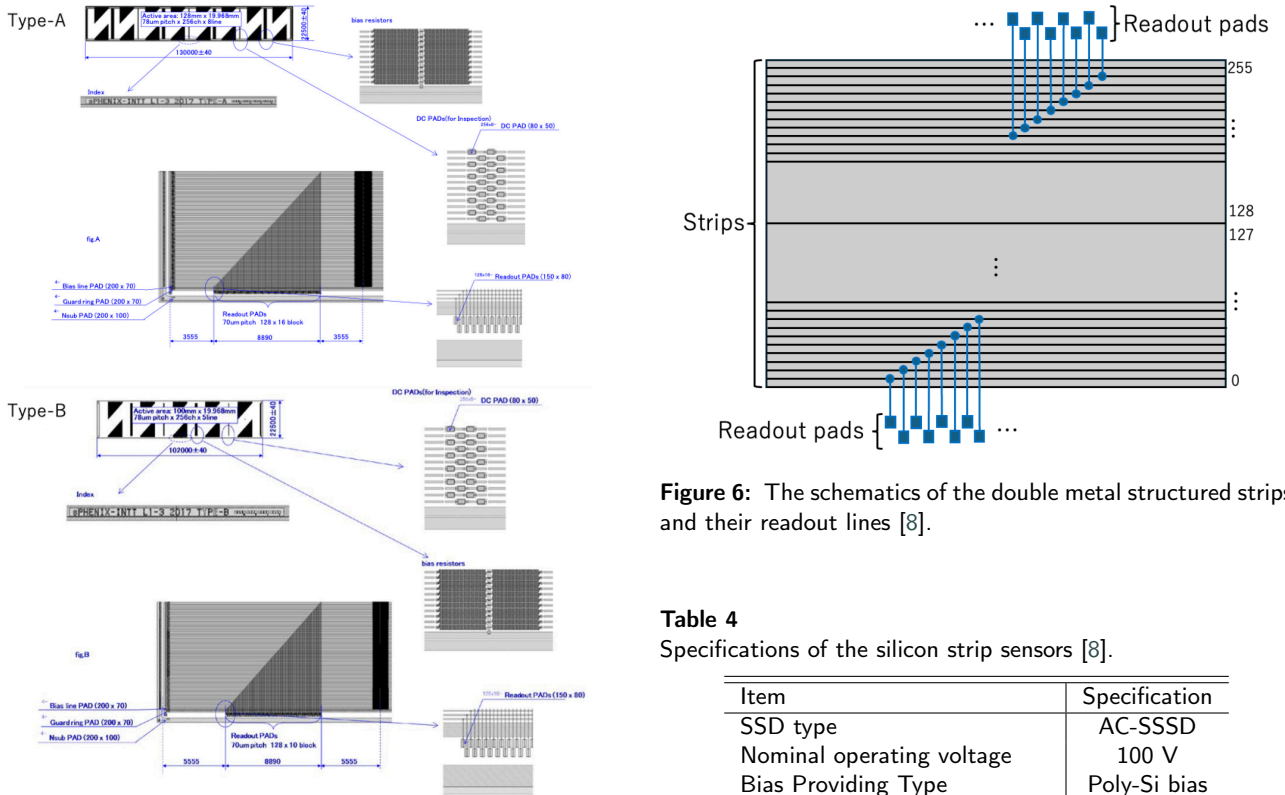 Type-A
Active area: 128mm x 19.968mm
78um pitch x 256ch x 8line
22500±40
130000±40
bias resistors
Index
sPHENIX-INTT L1-3 2017 TYPE-A
DC PADs(for Inspection)
DC PAD (80 x 50)
fig.A
Bias line PAD (200 x 70)
Guard ring PAD (200 x 70)
Nsub PAD (200 x 100)
Readout PADs
70um pitch 128 x 16 block
3555
8890
3555
128x16- Readout PADs (150 x 80)
Type-B
Active area: 100mm x 19.968mm
78um pitch x 256ch x 5line
22500±40
102000±40
DC PADs(for Inspection)
DC PAD (80 x 50)
Index
sPHENIX-INTT L1-3 2017 TYPE-B
bias resistors
fig.B
Bias line PAD (200 x 70)
Guard ring PAD (200 x 70)
Nsub PAD (200 x 100)
Readout PADs
70um pitch 128 x 10 block
5555
8890
5555
Readout PADs (150 x 80)
... Readout pads
255
⋮
Strips
128
127
⋮
⋮
0
Readout pads ...
Figure 6: The schematics of the double metal structured strips
and their readout lines [8].
Table 4
Specifications of the silicon strip sensors [8].
Item Specification
SSD type AC-SSSD
Nominal operating voltage 100 V
Bias Providing Type Poly-Si bias